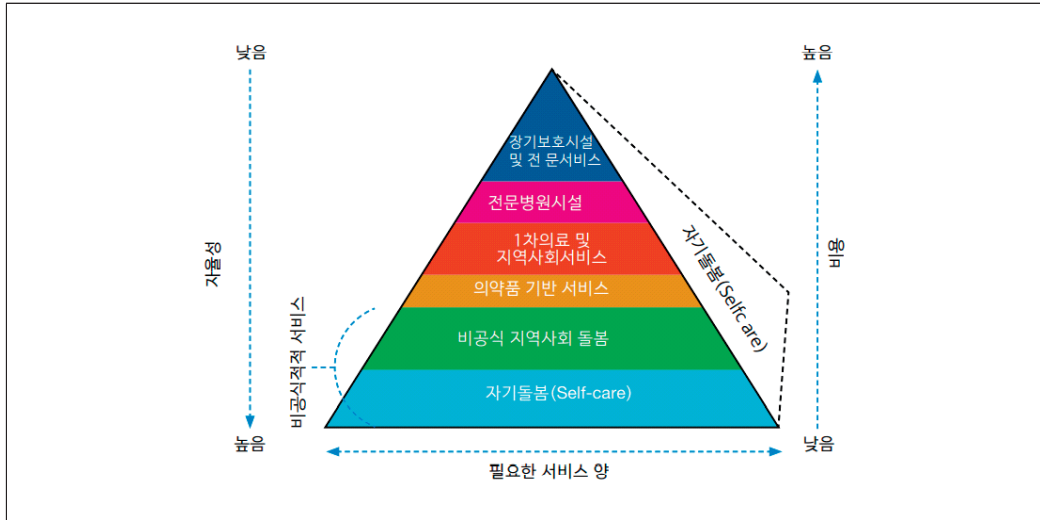 낮음
높음
장기보호시설
및 전 문서비스
전문병원시설
1차의료 및
지역사회서비스
의약품 기반 서비스
비공식 지역사회 돌봄
자기돌봄(Self-care)
자율성
비공식적적 서비스
자기돌봄(Selfc are)
비용
높음
낮음
필요한 서비스 양